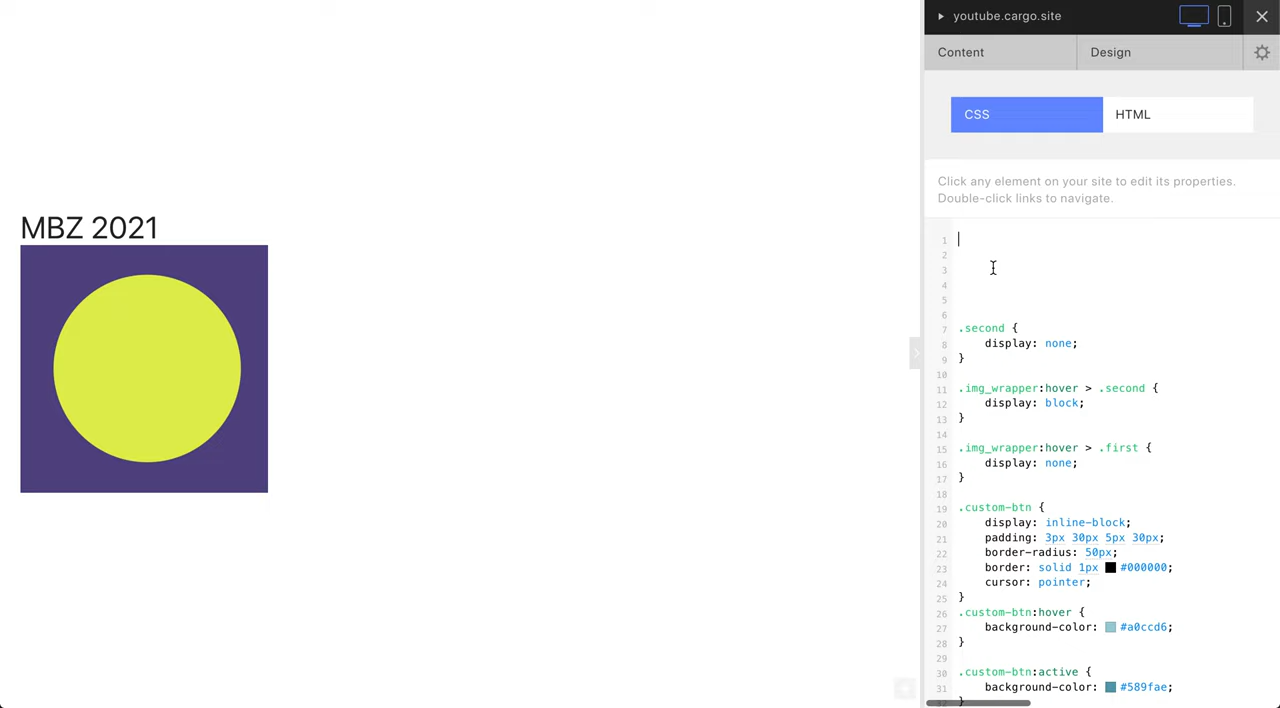 youtube.cargo.site
Content Design
CSS HTML
Click any element on your site to edit its properties.
Double-click links to navigate.
MBZ 2021
1
2
3
4
5
6
7 .second {
8 display: none;
9 }
10
11 .img_wrapper:hover > .second {
12 display: block;
13 }
14
15 .img_wrapper:hover > .first {
16 display: none;
17 }
18
19 .custom-btn {
20 display: inline-block;
21 padding: 3px 30px 5px 30px;
22 border-radius: 50px;
23 border: solid 1px #000000;
24 cursor: pointer;
25 }
26 .custom-btn:hover {
27 background-color: #a0ccd6;
28 }
29
30 .custom-btn:active {
31 background-color: #589fae;
32 }